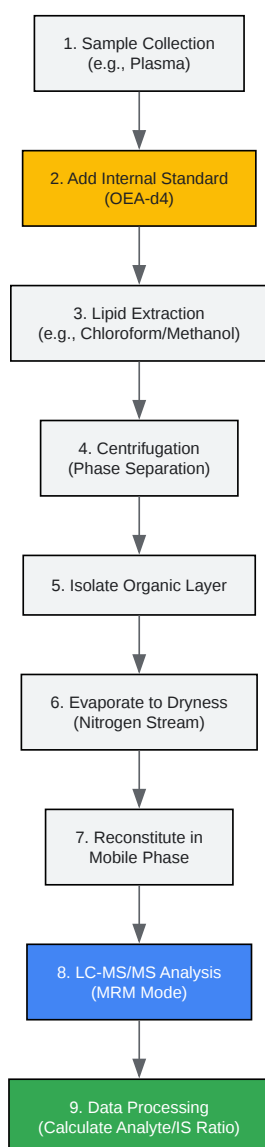 1. Sample Collection
(e.g., Plasma)
2. Add Internal Standard
(OEA-d4)
3. Lipid Extraction
(e.g., Chloroform/Methanol)
4. Centrifugation
(Phase Separation)
5. Isolate Organic Layer
6. Evaporate to Dryness
(Nitrogen Stream)
7. Reconstitute in
Mobile Phase
8. LC-MS/MS Analysis
(MRM Mode)
9. Data Processing
(Calculate Analyte/IS Ratio)